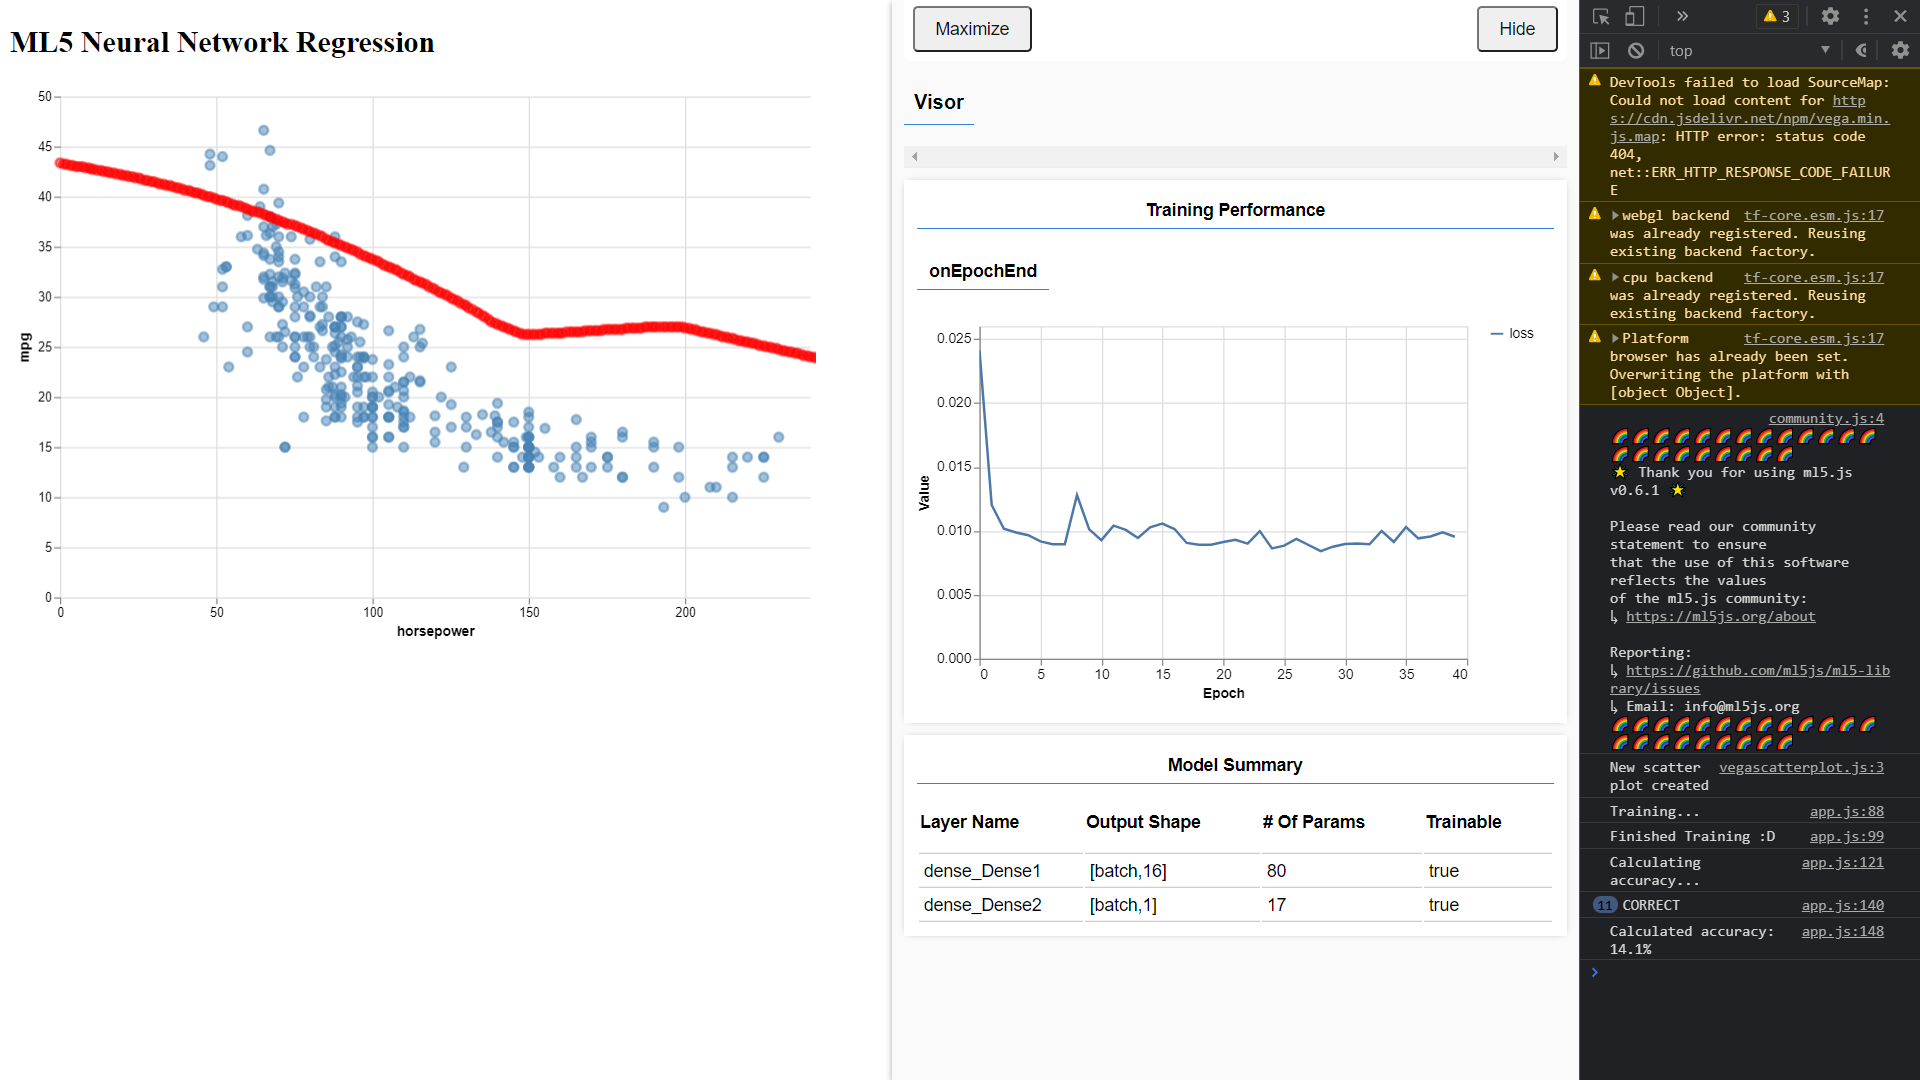 ML5 Neural Network Regression
50
45
40
35
30
25
20
15
10
5
0
mpg
0 50 100 150 200
horsepower
Maximize Hide
Visor
Training Performance
onEpochEnd
loss
0.025
0.020
0.015
0.010
0.005
0.000
Value
0 5 10 15 20 25 30 35 40
Epoch
Model Summary
Layer Name Output Shape # Of Params Trainable
dense_Dense1 [batch,16] 80 true
dense_Dense2 [batch,1] 17 true
3
top
DevTools failed to load SourceMap:
Could not load content for http
s://cdn.jsdelivr.net/npm/vega.min.
js.map: HTTP error: status code
404,
net::ERR_HTTP_RESPONSE_CODE_FAILUR
E
webgl backend tf-core.esm.js:17
was already registered. Reusing
existing backend factory.
cpu backend tf-core.esm.js:17
was already registered. Reusing
existing backend factory.
Platform tf-core.esm.js:17
browser has already been set.
Overwriting the platform with
[object Object].
community.js:4
🌈🌈🌈🌈🌈🌈🌈🌈🌈🌈🌈🌈🌈
🌈🌈🌈🌈🌈🌈🌈🌈🌈
🌟 Thank you for using ml5.js
v0.6.1 🌟
Please read our community
statement to ensure
that the use of this software
reflects the values
of the ml5.js community:
↳ https://ml5js.org/about
Reporting:
↳ https://github.com/ml5js/ml5-lib
rary/issues
↳ Email: info@ml5js.org
🌈🌈🌈🌈🌈🌈🌈🌈🌈🌈🌈🌈🌈
🌈🌈🌈🌈🌈🌈🌈🌈🌈
New scatter vegascatterplot.js:3
plot created
Training... app.js:88
Finished Training :D app.js:99
Calculating app.js:121
accuracy...
11 CORRECT app.js:140
Calculated accuracy: app.js:148
14.1%